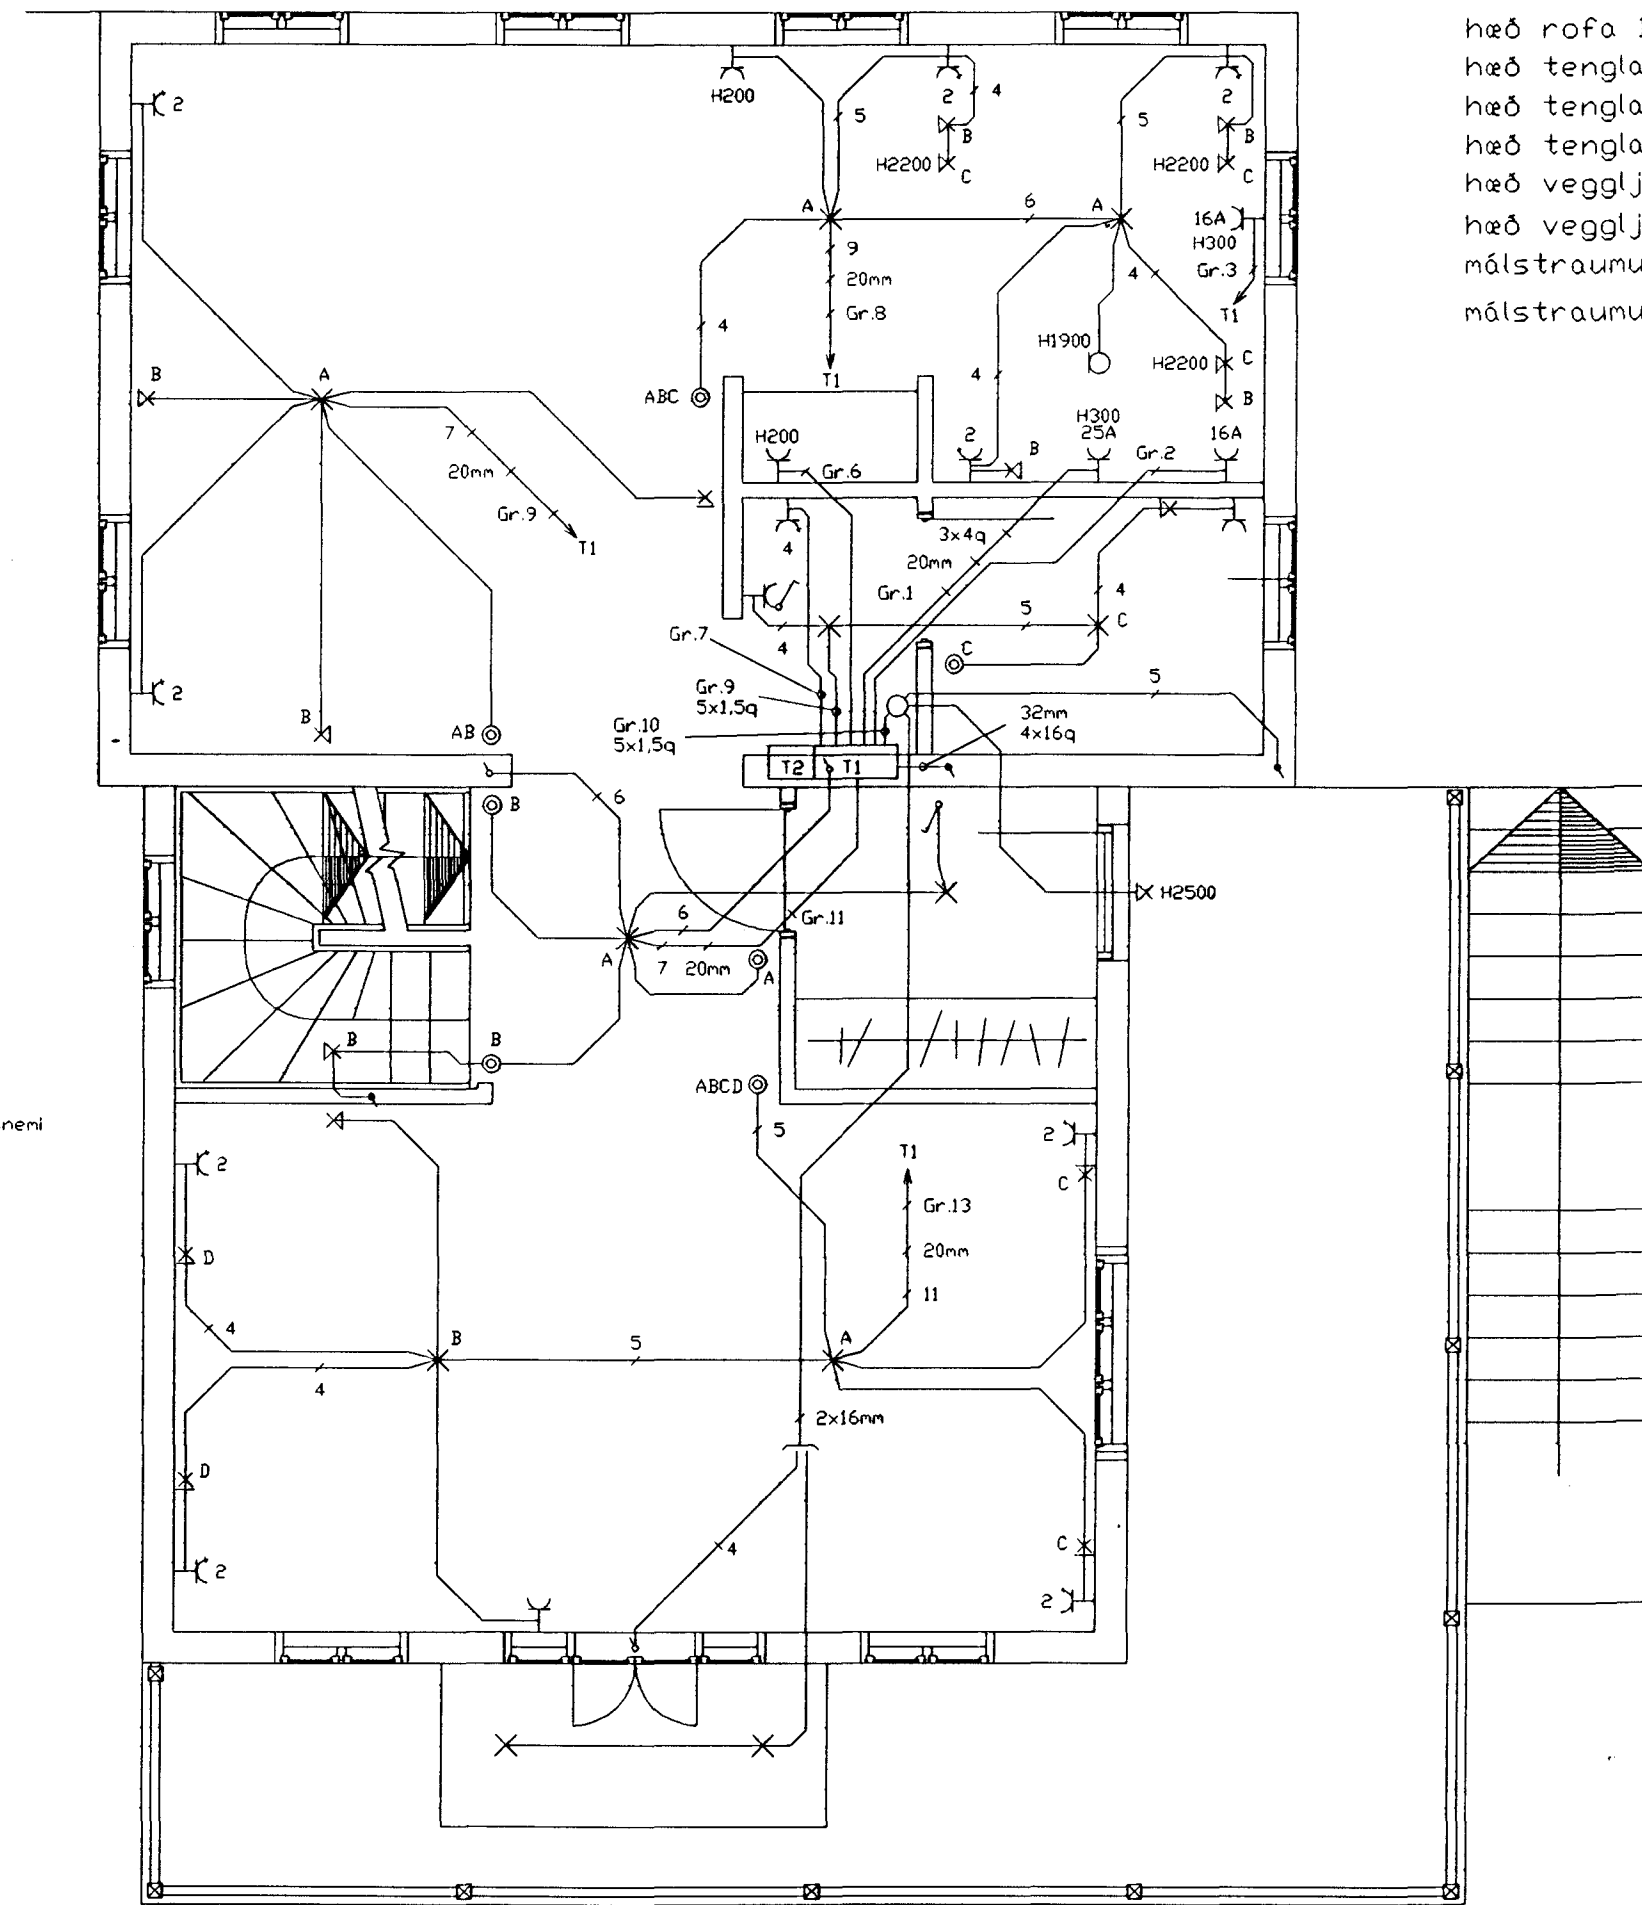 hæð rofa
hæð tengla
hæð tengla
hæð tengla
hæð vegglj
hæð vegglj
málstraumu
málstraumu
2
H200
5
2
4
B
H2200
C
5
2
B
H2200
C
A
6
A
16A
H300
Gr.3
T1
9
20mm
Gr.8
T1
4
ABC
4
H1900
4
H2200
C
B
B
A
7
20mm
Gr.9
T1
H200
Gr.6
2
B
H300
25A
Gr.2
16A
4
3x4q
20mm
Gr.1
4
5
C
4
Gr.7
C
Gr.9
5x1,5q
Gr.10
5x1,5q
5
32mm
4x16q
2
B
AB
T2
T1
B
6
6
Gr.11
H2500
A
7
20mm
A
B
B
ABCD
nemi
5
2
2
T1
C
Gr.13
20mm
11
D
4
B
5
A
4
2x16mm
D
4
C
2
2